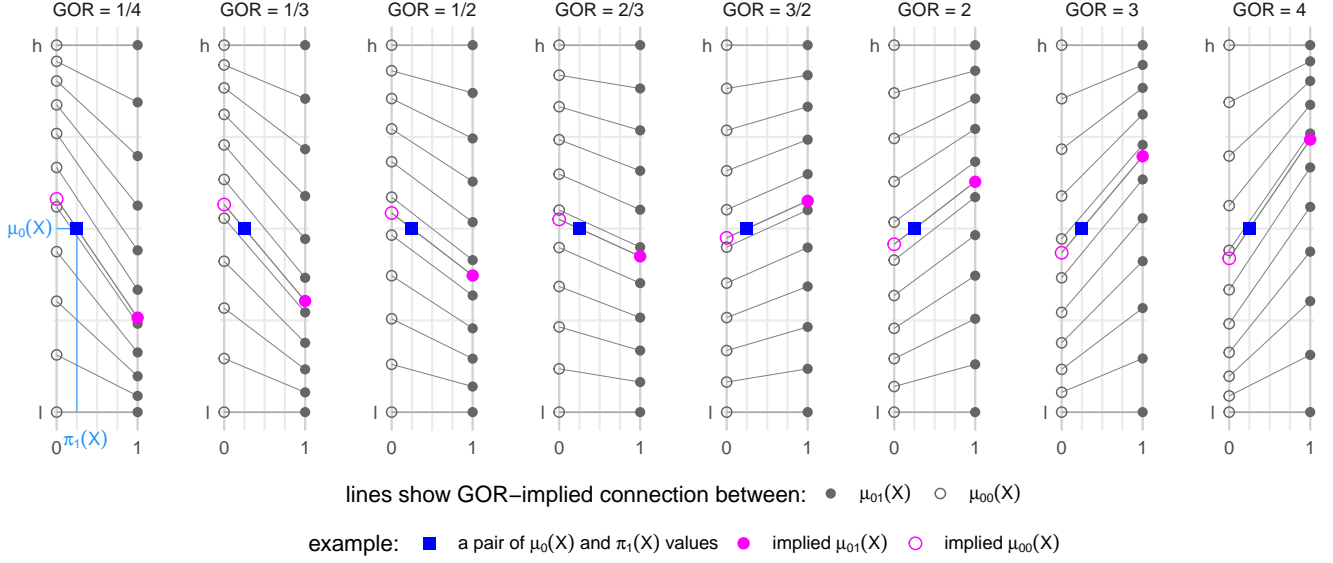 GOR = 1/4 GOR = 1/3 GOR = 1/2 GOR = 2/3 GOR = 3/2 GOR = 2 GOR = 3 GOR = 4
h h h h
μ₀(X)
l l l l
π₁(X)
0 1 0 1 0 1 0 1 0 1 0 1 0 1 0 1
lines show GOR−implied connection between: μ₀₁(X) μ₀₀(X)
example: a pair of μ₀(X) and π₁(X) values implied μ₀₁(X) implied μ₀₀(X)